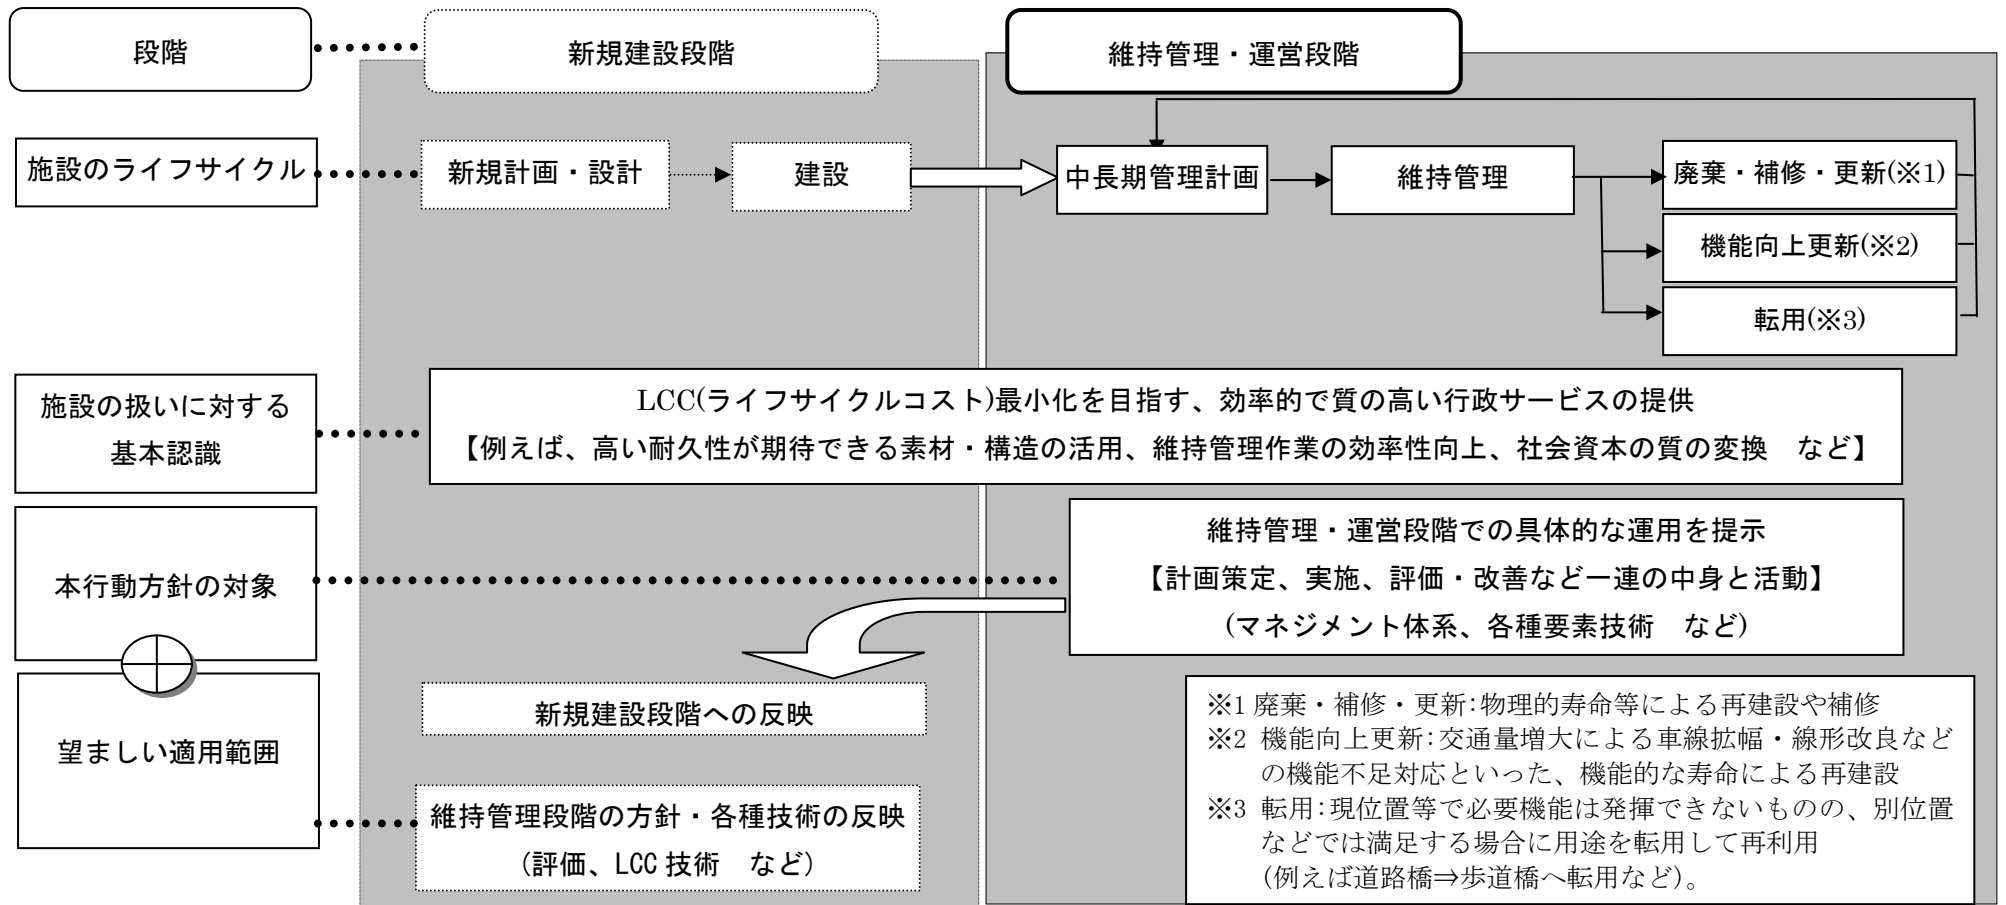 段階
新規建設段階
維持管理・運営段階
施設のライフサイクル
新規計画・設計
建設
中長期管理計画
維持管理
廃棄・補修・更新(※1)
機能向上更新(※2)
転用(※3)
施設の扱いに対する
基本認識
LCC(ライフサイクルコスト)最小化を目指す、効率的で質の高い行政サービスの提供
【例えば、高い耐久性が期待できる素材・構造の活用、維持管理作業の効率性向上、社会資本の質の変換　など】
本行動方針の対象
維持管理・運営段階での具体的な運用を提示
【計画策定、実施、評価・改善など一連の中身と活動】
(マネジメント体系、各種要素技術　など)
望ましい適用範囲
新規建設段階への反映
維持管理段階の方針・各種技術の反映
(評価、LCC 技術　など)
※1 廃棄・補修・更新:物理的寿命等による再建設や補修
※2 機能向上更新:交通量増大による車線拡幅・線形改良など
の機能不足対応といった、機能的な寿命による再建設
※3 転用:現位置等で必要機能は発揮できないものの、別位置
などでは満足する場合に用途を転用して再利用
(例えば道路橋⇒歩道橋へ転用など)。